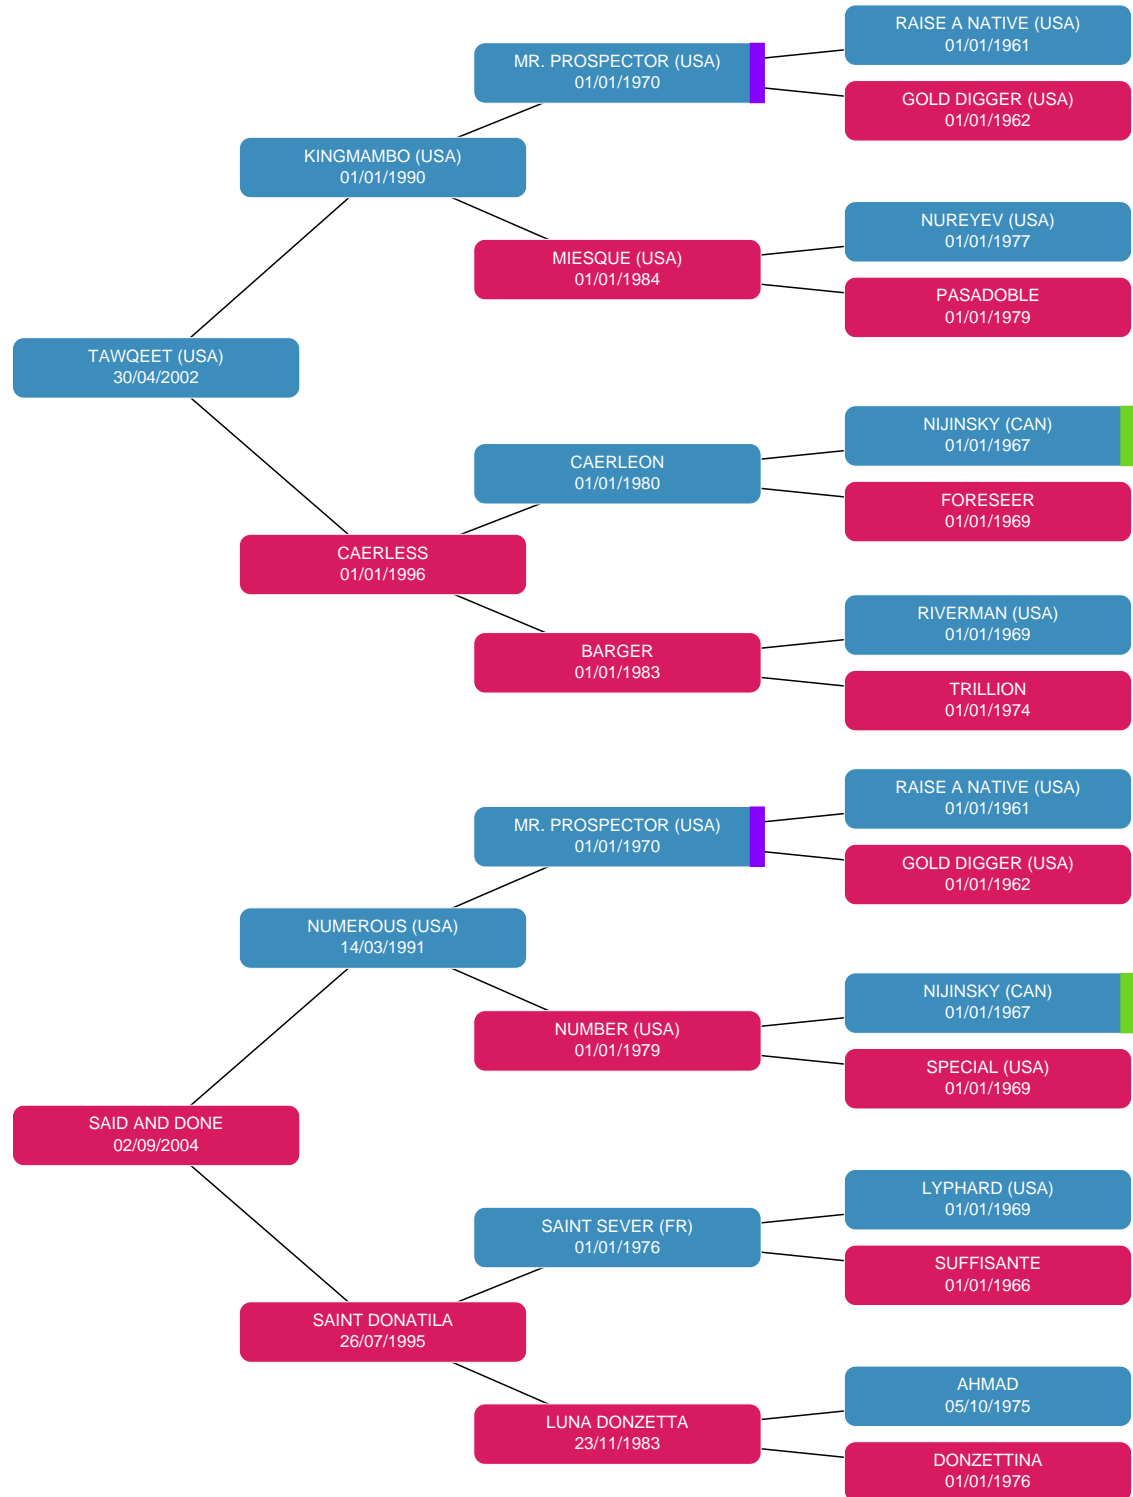 RAISE A NATIVE (USA)
01/01/1961
MR. PROSPECTOR (USA)
01/01/1970
GOLD DIGGER (USA)
01/01/1962
KINGMAMBO (USA)
01/01/1990
NUREYEV (USA)
01/01/1977
MIESQUE (USA)
01/01/1984
PASADOBLE
01/01/1979
TAWQEET (USA)
30/04/2002
NIJINSKY (CAN)
01/01/1967
CAERLEON
01/01/1980
FORESEER
01/01/1969
CAERLESS
01/01/1996
RIVERMAN (USA)
01/01/1969
BARGER
01/01/1983
TRILLION
01/01/1974
RAISE A NATIVE (USA)
01/01/1961
MR. PROSPECTOR (USA)
01/01/1970
GOLD DIGGER (USA)
01/01/1962
NUMEROUS (USA)
14/03/1991
NIJINSKY (CAN)
01/01/1967
NUMBER (USA)
01/01/1979
SPECIAL (USA)
01/01/1969
SAID AND DONE
02/09/2004
LYPHARD (USA)
01/01/1969
SAINT SEVER (FR)
01/01/1976
SUFFISANTE
01/01/1966
SAINT DONATILA
26/07/1995
AHMAD
05/10/1975
LUNA DONZETTA
23/11/1983
DONZETTINA
01/01/1976